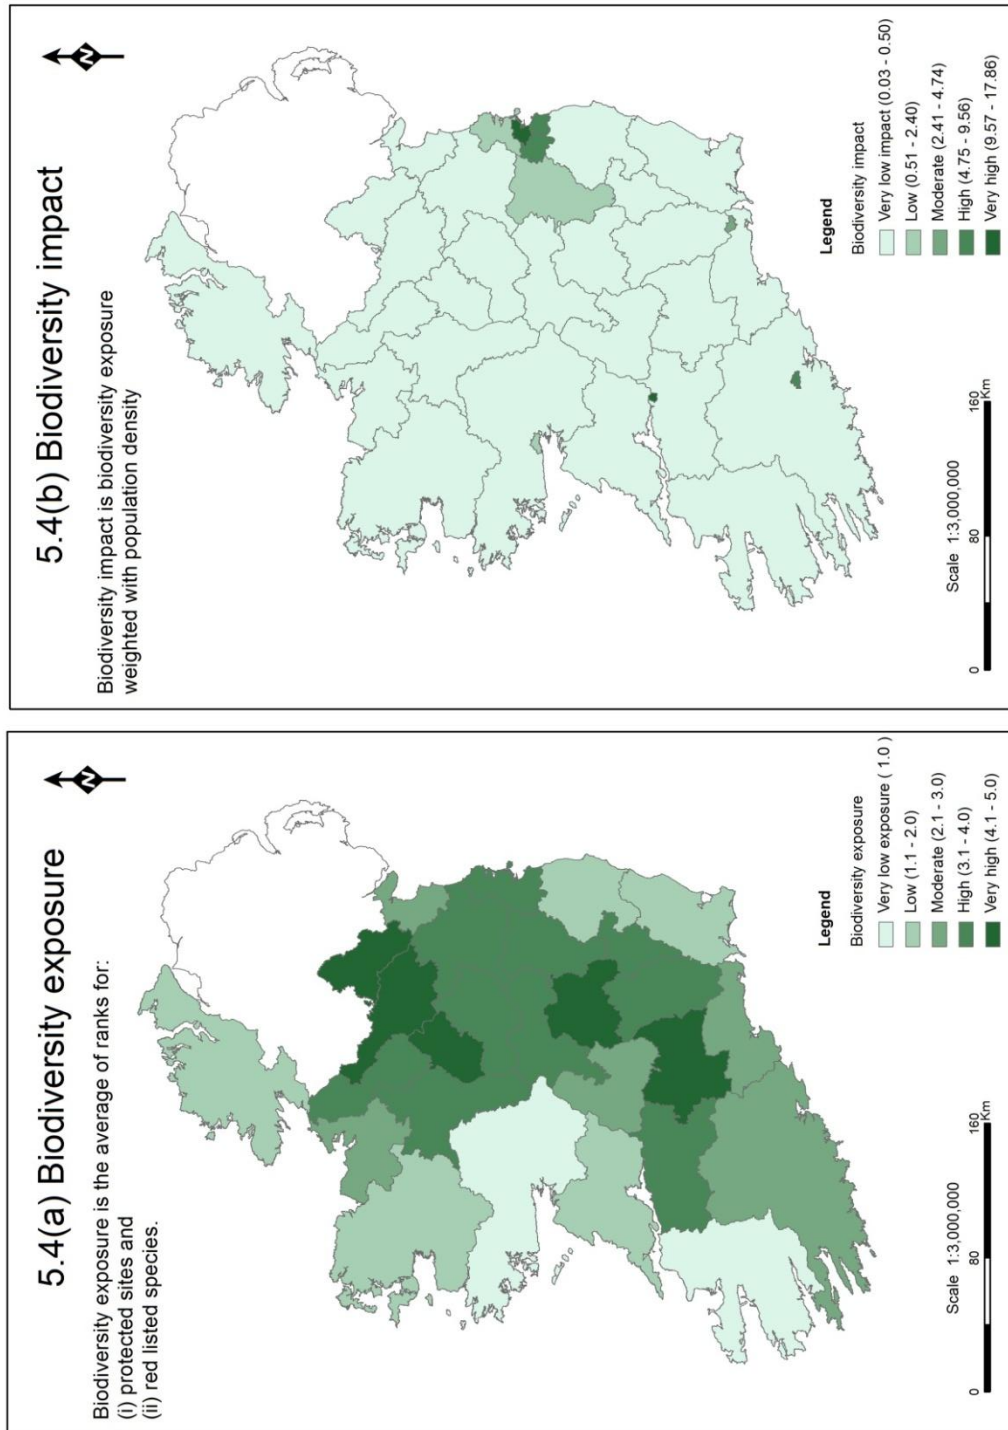 5.4(a) Biodiversity exposure
Biodiversity exposure is the average of ranks for:
(i) protected sites and
(ii) red listed species.
N
Legend
Biodiversity exposure
Very low exposure ( 1.0 )
Low (1.1 - 2.0)
Moderate (2.1 - 3.0)
High (3.1 - 4.0)
Very high (4.1 - 5.0)
Scale 1:3,000,000
0 80 160
Km
5.4(b) Biodiversity impact
Biodiversity impact is biodiversity exposure
weighted with population density
N
Legend
Biodiversity impact
Very low impact (0.03 - 0.50)
Low (0.51 - 2.40)
Moderate (2.41 - 4.74)
High (4.75 - 9.56)
Very high (9.57 - 17.86)
Scale 1:3,000,000
0 80 160
Km